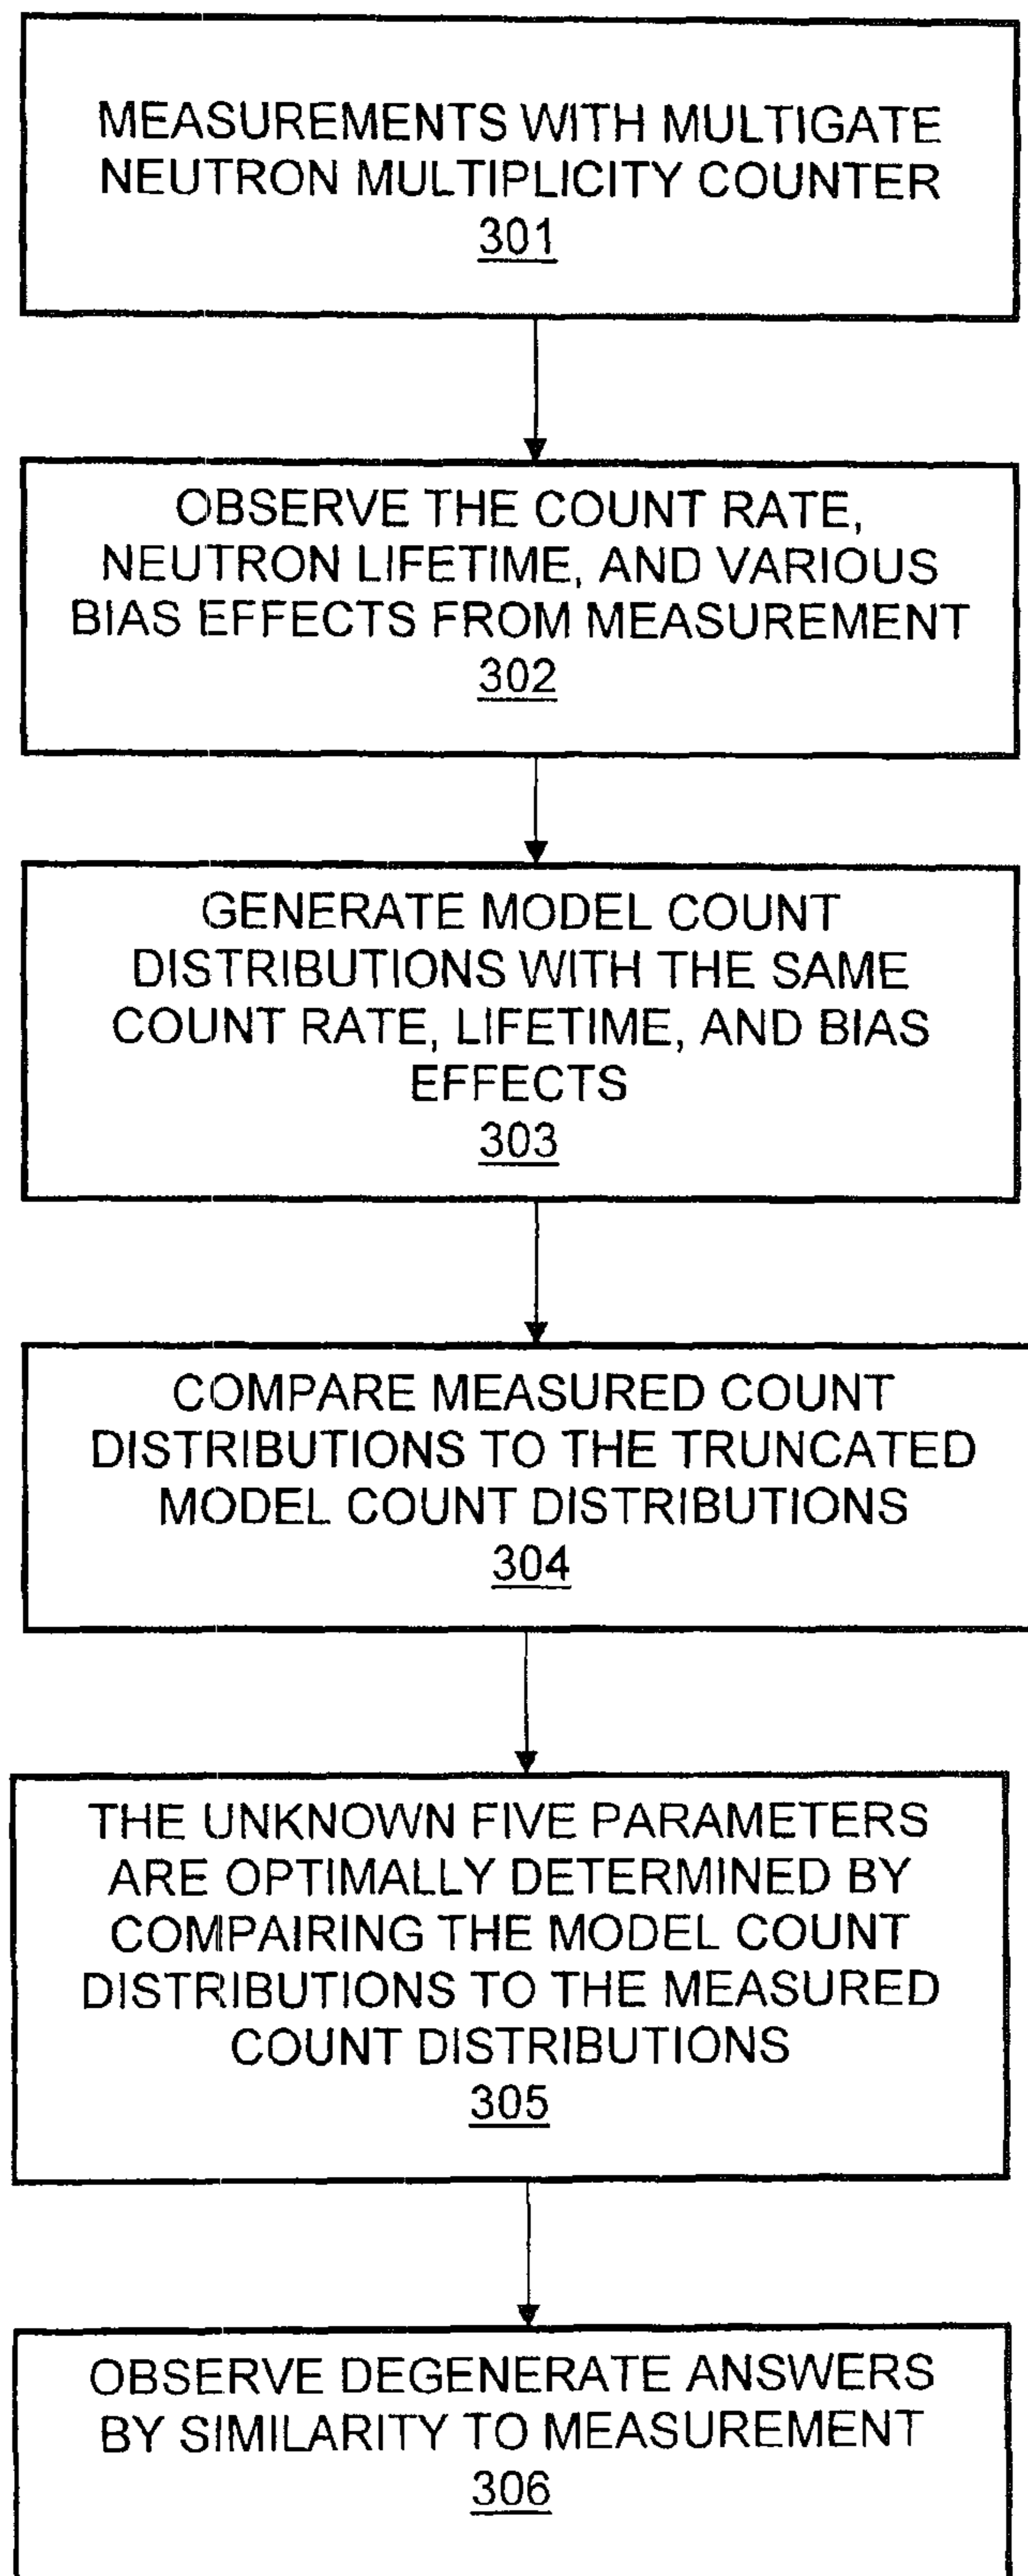 MEASUREMENTS WITH MULTIGATE
NEUTRON MULTIPLICITY COUNTER
301
OBSERVE THE COUNT RATE,
NEUTRON LIFETIME, AND VARIOUS
BIAS EFFECTS FROM MEASUREMENT
302
GENERATE MODEL COUNT
DISTRIBUTIONS WITH THE SAME
COUNT RATE, LIFETIME, AND BIAS
EFFECTS
303
COMPARE MEASURED COUNT
DISTRIBUTIONS TO THE TRUNCATED
MODEL COUNT DISTRIBUTIONS
304
THE UNKNOWN FIVE PARAMETERS
ARE OPTIMALLY DETERMINED BY
COMPAIRING THE MODEL COUNT
DISTRIBUTIONS TO THE MEASURED
COUNT DISTRIBUTIONS
305
OBSERVE DEGENERATE ANSWERS
BY SIMILARITY TO MEASUREMENT
306